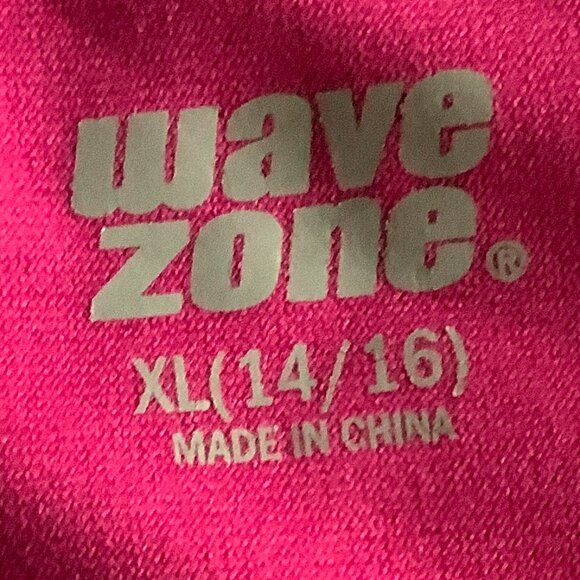 wave
zone®
XL(14/16)
MADE IN CHINA